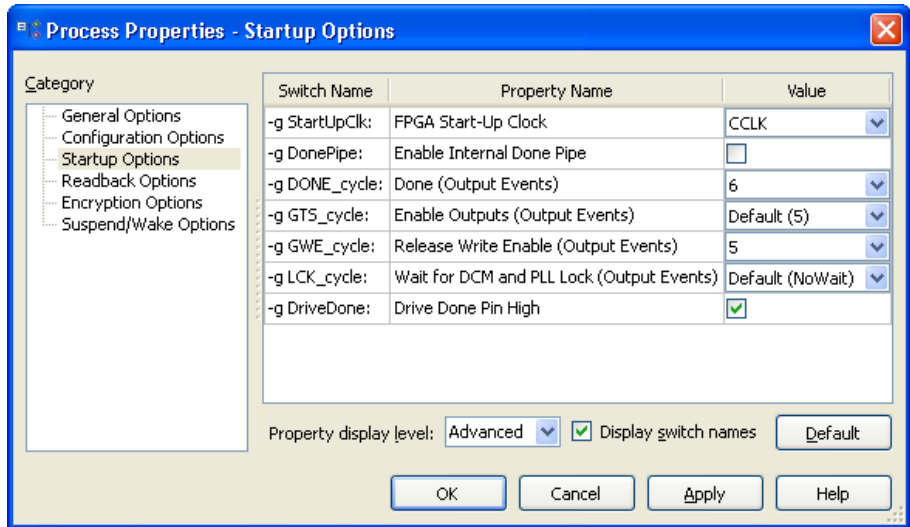 Process Properties - Startup Options
Category
General Options
Configuration Options
Startup Options
Readback Options
Encryption Options
Suspend/Wake Options
Switch Name Property Name Value
-g StartUpClk: FPGA Start-Up Clock CCLK
-g DonePipe: Enable Internal Done Pipe
-g DONE_cycle: Done (Output Events) 6
-g GTS_cycle: Enable Outputs (Output Events) Default (5)
-g GWE_cycle: Release Write Enable (Output Events) 5
-g LCK_cycle: Wait for DCM and PLL Lock (Output Events) Default (NoWait)
-g DriveDone: Drive Done Pin High
Property display level: Advanced Display switch names Default
OK Cancel Apply Help